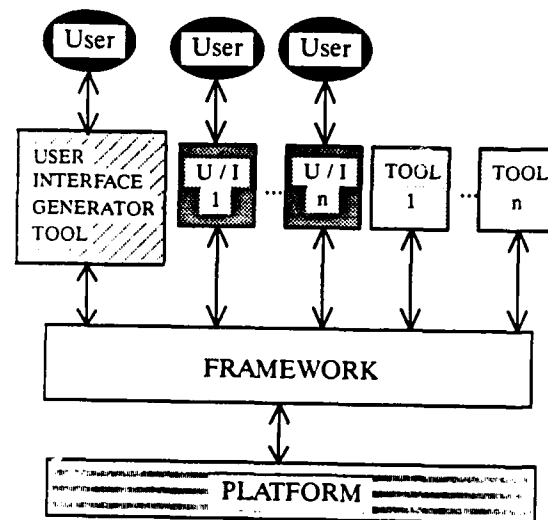 User
User
User
USER
INTERFACE
GENERATOR
TOOL
U / I
1
...
U / I
n
TOOL
1
...
TOOL
n
FRAMEWORK
PLATFORM